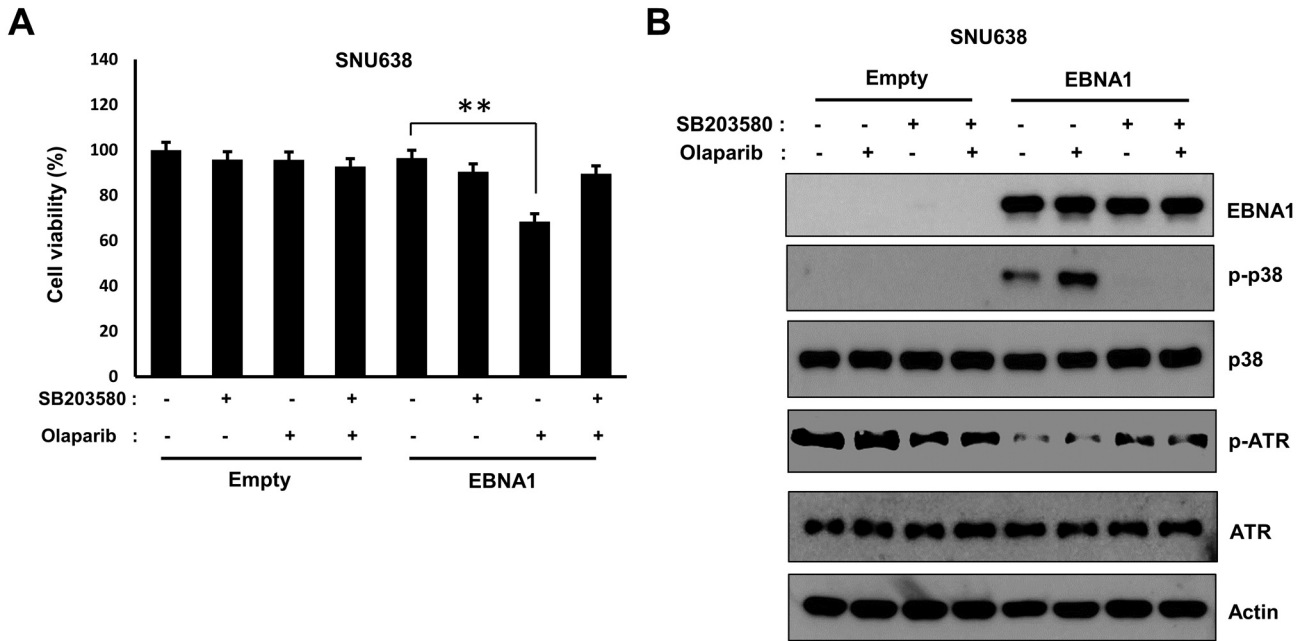 A
SNU638
**
Cell viability (%)
140
120
100
80
60
40
20
0
SB203580 : - + - + - + - +
Olaparib : - - + + - - + +
Empty EBNA1
B
SNU638
Empty EBNA1
SB203580 : - - + + - - + +
Olaparib : - + - + - + - +
EBNA1
p-p38
p38
p-ATR
ATR
Actin